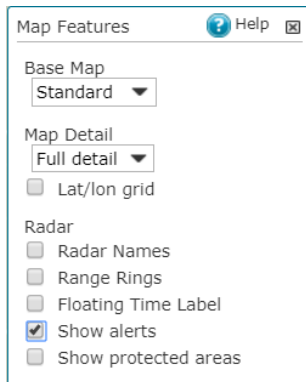 Map Features ? Help
Base Map
Standard
Map Detail
Full detail
Lat/lon grid
Radar
Radar Names
Range Rings
Floating Time Label
Show alerts
Show protected areas